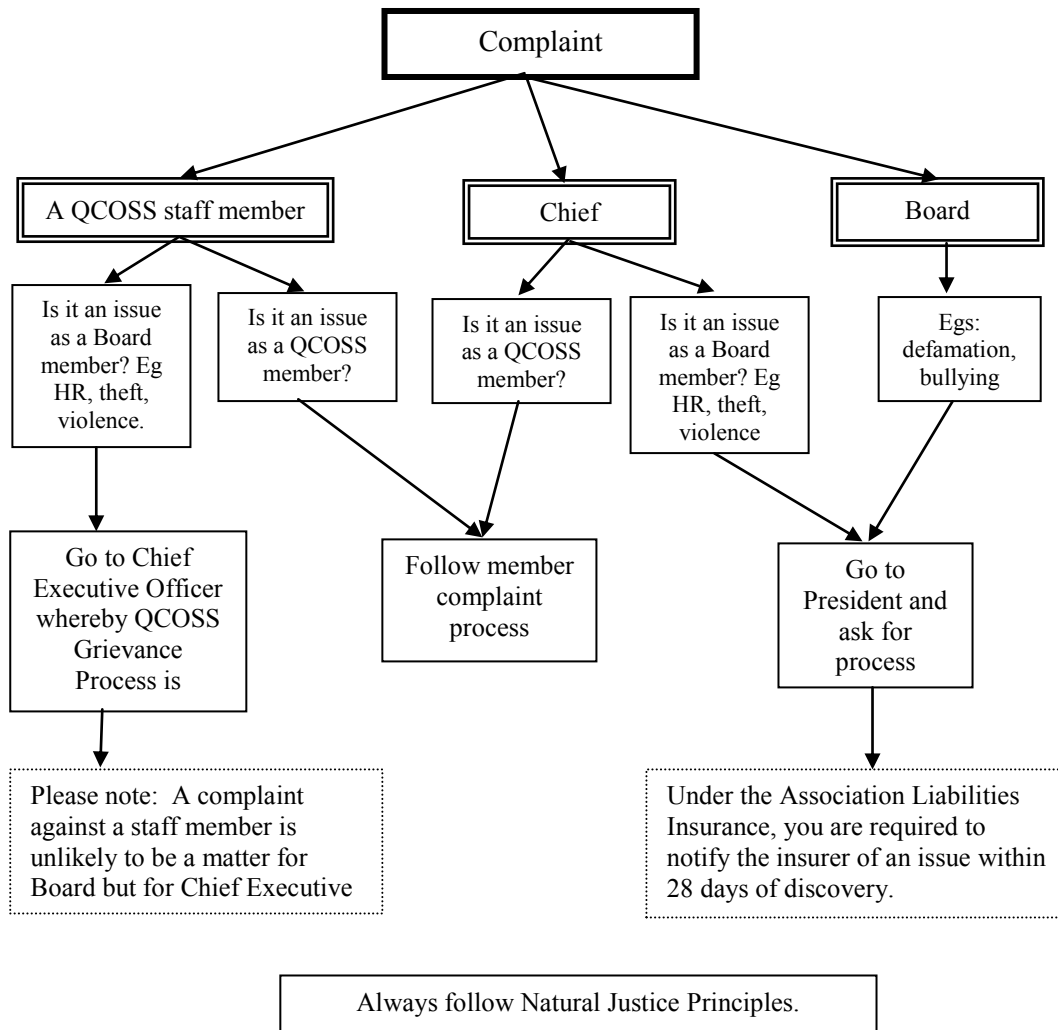 Complaint
A QCOSS staff member
Chief
Board
Is it an issue
as a Board
member? Eg
HR, theft,
violence.
Is it an issue
as a QCOSS
member?
Is it an issue
as a QCOSS
member?
Is it an issue
as a Board
member? Eg
HR, theft,
violence
Egs:
defamation,
bullying
Go to Chief
Executive Officer
whereby QCOSS
Grievance
Process is
Follow member
complaint
process
Go to
President and
ask for
process
Please note:  A complaint
against a staff member is
unlikely to be a matter for
Board but for Chief Executive
Under the Association Liabilities
Insurance, you are required to
notify the insurer of an issue within
28 days of discovery.
Always follow Natural Justice Principles.